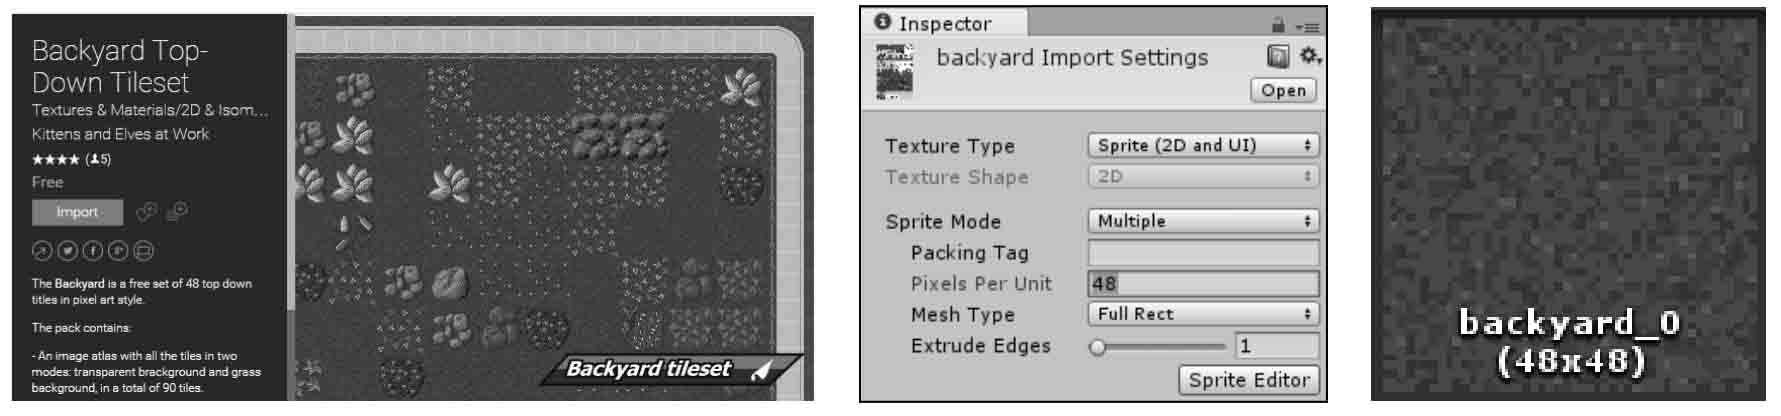 Backyard Top-
Down Tileset
Textures & Materials/2D & Isom...
Kittens and Elves at Work
★★★★ (5)
Free
Import
The Backyard is a free set of 48 top down
titles in pixel art style.
The pack contains:
- An image atlas with all the tiles in two
modes: transparent brackground and grass
background, in a total of 90 tiles.
Backyard tileset
Inspector
backyard Import Settings
Open
Texture Type Sprite (2D and UI)
Texture Shape 2D
Sprite Mode Multiple
Packing Tag
Pixels Per Unit 48
Mesh Type Full Rect
Extrude Edges 1
Sprite Editor
backyard_0
(48x48)